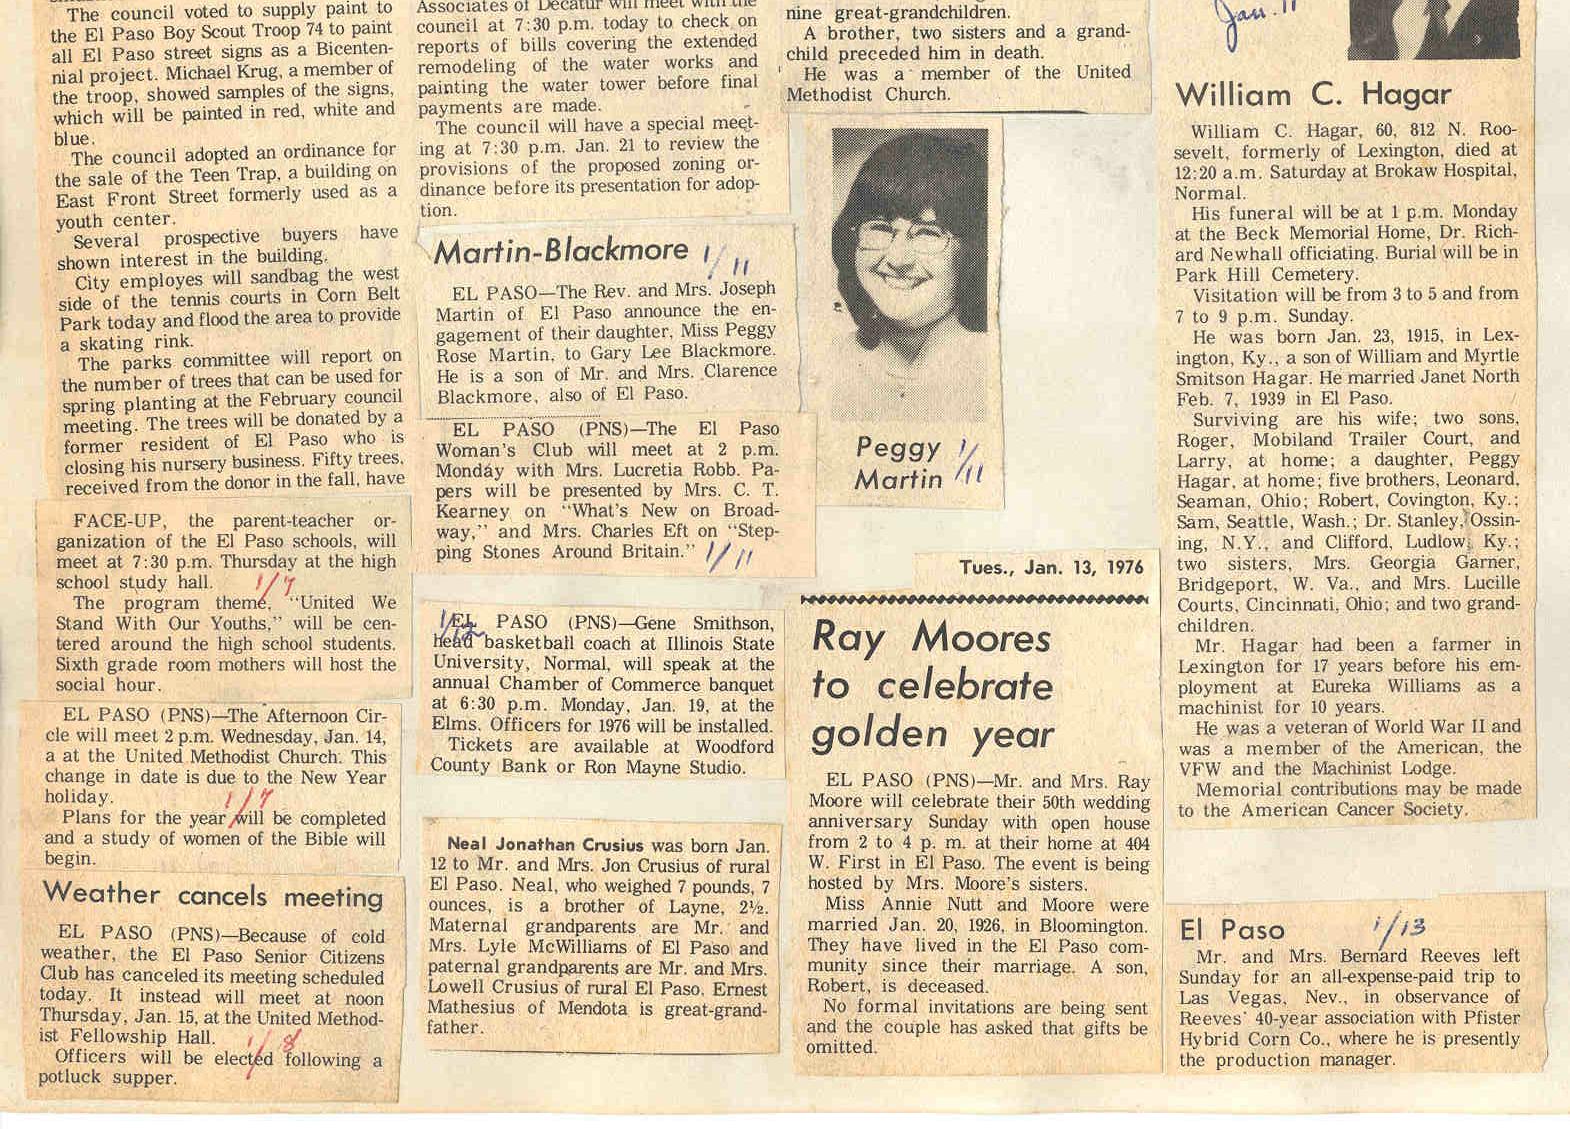 The council voted to supply paint to
the El Paso Boy Scout Troop 74 to paint
all El Paso street signs as a Bicenten-
nial project. Michael Krug, a member of
the troop, showed samples of the signs,
which will be painted in red, white and
blue.
The council adopted an ordinance for
the sale of the Teen Trap, a building on
East Front Street formerly used as a
youth center.
Several prospective buyers have
shown interest in the building.
City employes will sandbag the west
side of the tennis courts in Corn Belt
Park today and flood the area to provide
a skating rink.
The parks committee will report on
the number of trees that can be used for
spring planting at the February council
meeting. The trees will be donated by a
former resident of El Paso who is
closing his nursery business. Fifty trees,
received from the donor in the fall, have
FACE-UP, the parent-teacher or-
ganization of the El Paso schools, will
meet at 7:30 p.m. Thursday at the high
school study hall. 1/7
The program theme, "United We
Stand With Our Youths," will be cen-
tered around the high school students.
Sixth grade room mothers will host the
social hour.
EL PASO (PNS)—The Afternoon Cir-
cle will meet 2 p.m. Wednesday, Jan. 14,
a at the United Methodist Church. This
change in date is due to the New Year
holiday. 1/7
Plans for the year will be completed
and a study of women of the Bible will
begin.
Weather cancels meeting
EL PASO (PNS)—Because of cold
weather, the El Paso Senior Citizens
Club has canceled its meeting scheduled
today. It instead will meet at noon
Thursday, Jan. 15, at the United Method-
ist Fellowship Hall. 1/8
Officers will be elected following a
potluck supper.
Associates of Decatur will meet with the
council at 7:30 p.m. today to check on
reports of bills covering the extended
remodeling of the water works and
painting the water tower before final
payments are made.
The council will have a special meet-
ing at 7:30 p.m. Jan. 21 to review the
provisions of the proposed zoning or-
dinance before its presentation for adop-
tion.
Martin-Blackmore 1/11
EL PASO—The Rev. and Mrs. Joseph
Martin of El Paso announce the en-
gagement of their daughter, Miss Peggy
Rose Martin, to Gary Lee Blackmore.
He is a son of Mr. and Mrs. Clarence
Blackmore, also of El Paso.
EL PASO (PNS)—The El Paso
Woman's Club will meet at 2 p.m.
Monday with Mrs. Lucretia Robb. Pa-
pers will be presented by Mrs. C. T.
Kearney on "What's New on Broad-
way," and Mrs. Charles Eft on "Step-
ping Stones Around Britain." 1/11
1/12
EL PASO (PNS)—Gene Smithson,
head basketball coach at Illinois State
University, Normal, will speak at the
annual Chamber of Commerce banquet
at 6:30 p.m. Monday, Jan. 19, at the
Elms. Officers for 1976 will be installed.
Tickets are available at Woodford
County Bank or Ron Mayne Studio.
Neal Jonathan Crusius was born Jan.
12 to Mr. and Mrs. Jon Crusius of rural
El Paso. Neal, who weighed 7 pounds, 7
ounces, is a brother of Layne, 2½.
Maternal grandparents are Mr. and
Mrs. Lyle McWilliams of El Paso and
paternal grandparents are Mr. and Mrs.
Lowell Crusius of rural El Paso. Ernest
Mathesius of Mendota is great-grand-
father.
nine great-grandchildren.
A brother, two sisters and a grand-
child preceded him in death.
He was a member of the United
Methodist Church.
Peggy 1/11
Martin
Tues., Jan. 13, 1976
Ray Moores
to celebrate
golden year
EL PASO (PNS)—Mr. and Mrs. Ray
Moore will celebrate their 50th wedding
anniversary Sunday with open house
from 2 to 4 p. m. at their home at 404
W. First in El Paso. The event is being
hosted by Mrs. Moore's sisters.
Miss Annie Nutt and Moore were
married Jan. 20, 1926, in Bloomington.
They have lived in the El Paso com-
munity since their marriage. A son,
Robert, is deceased.
No formal invitations are being sent
and the couple has asked that gifts be
omitted.
Jan. 11
William C. Hagar
William C. Hagar, 60, 812 N. Roo-
sevelt, formerly of Lexington, died at
12:20 a.m. Saturday at Brokaw Hospital,
Normal.
His funeral will be at 1 p.m. Monday
at the Beck Memorial Home, Dr. Rich-
ard Newhall officiating. Burial will be in
Park Hill Cemetery.
Visitation will be from 3 to 5 and from
7 to 9 p.m. Sunday.
He was born Jan. 23, 1915, in Lex-
ington, Ky., a son of William and Myrtle
Smitson Hagar. He married Janet North
Feb. 7, 1939 in El Paso.
Surviving are his wife; two sons,
Roger, Mobiland Trailer Court, and
Larry, at home; a daughter, Peggy
Hagar, at home; five brothers, Leonard,
Seaman, Ohio; Robert, Covington, Ky.;
Sam, Seattle, Wash.; Dr. Stanley, Ossin-
ing, N.Y., and Clifford, Ludlow, Ky.;
two sisters, Mrs. Georgia Garner,
Bridgeport, W. Va., and Mrs. Lucille
Courts, Cincinnati, Ohio; and two grand-
children.
Mr. Hagar had been a farmer in
Lexington for 17 years before his em-
ployment at Eureka Williams as a
machinist for 10 years.
He was a veteran of World War II and
was a member of the American, the
VFW and the Machinist Lodge.
Memorial contributions may be made
to the American Cancer Society.
El Paso 1/13
Mr. and Mrs. Bernard Reeves left
Sunday for an all-expense-paid trip to
Las Vegas, Nev., in observance of
Reeves' 40-year association with Pfister
Hybrid Corn Co., where he is presently
the production manager.